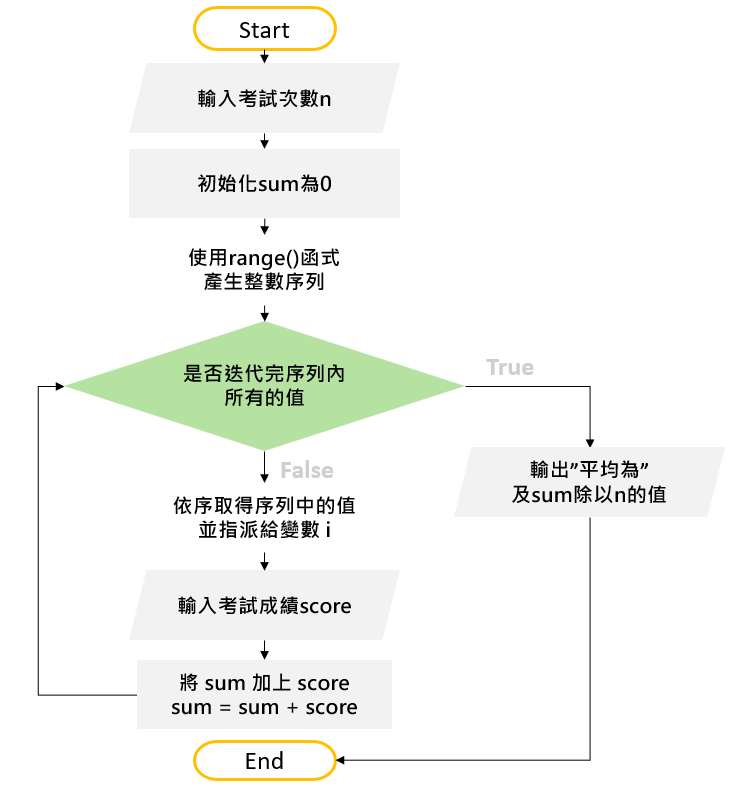 Start
輸入考試次數n
初始化sum為0
使用range()函式
產生整數序列
是否迭代完序列內
所有的值
True
False
輸出”平均為”
及sum除以n的值
依序取得序列中的值
並指派給變數 i
輸入考試成績score
將 sum 加上 score
sum = sum + score
End